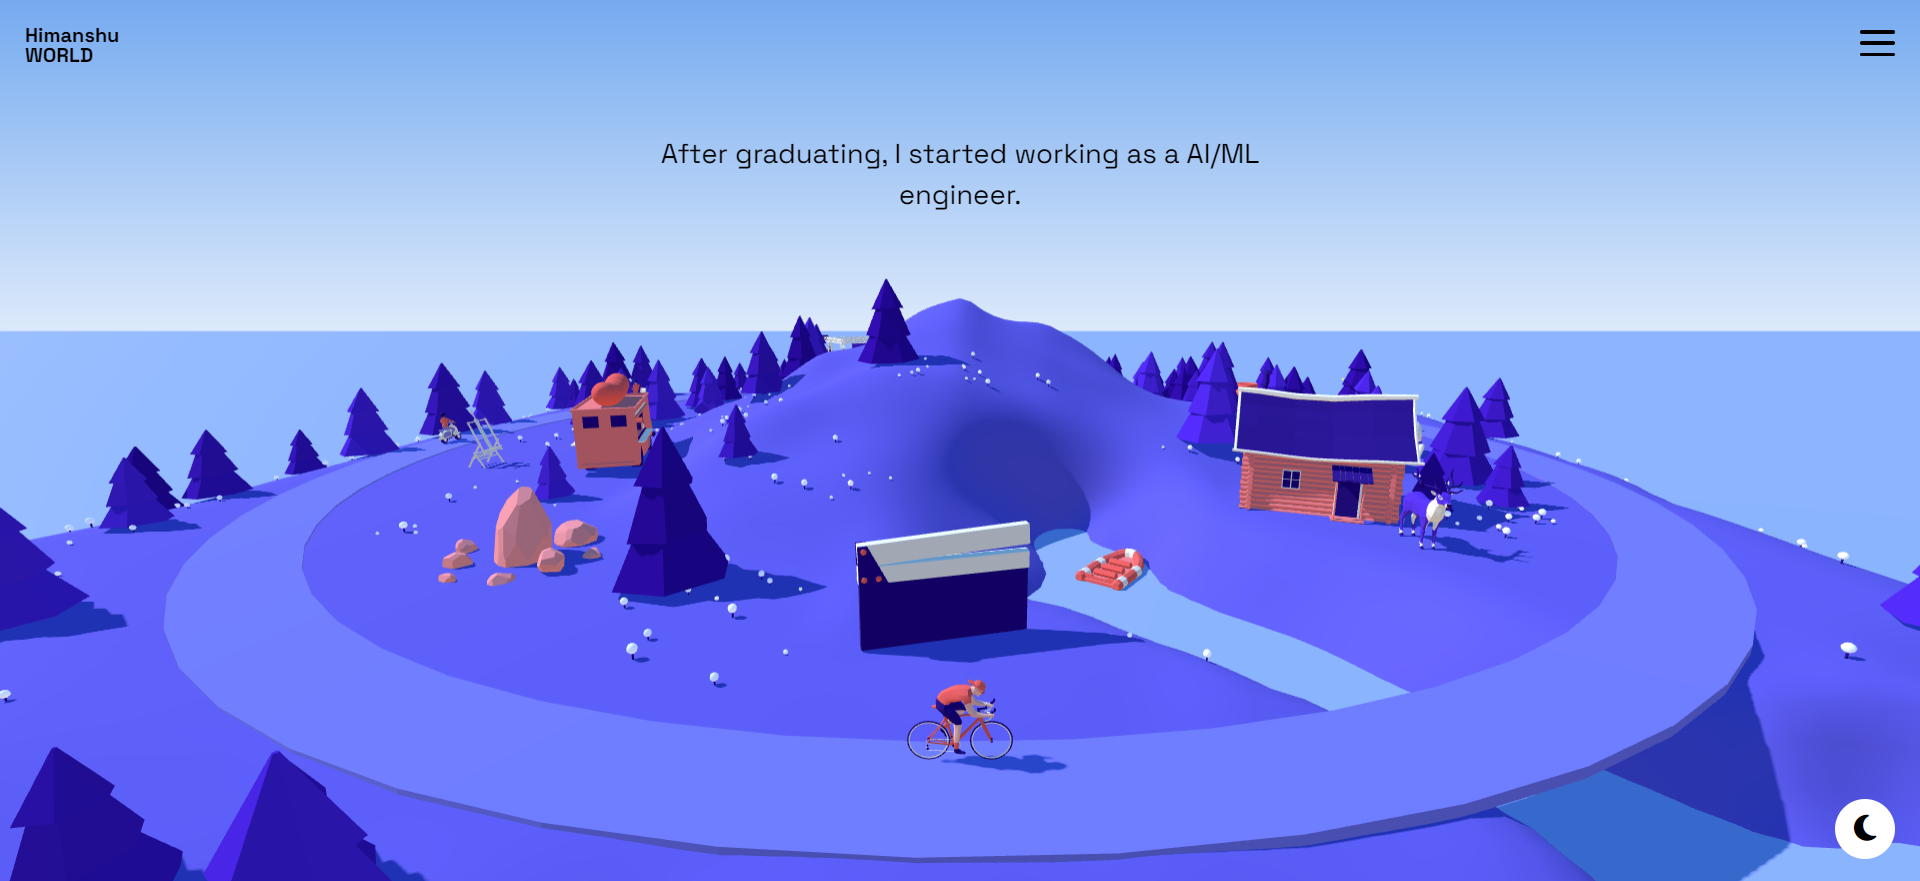 Himanshu
WORLD
After graduating, I started working as a AI/ML
engineer.